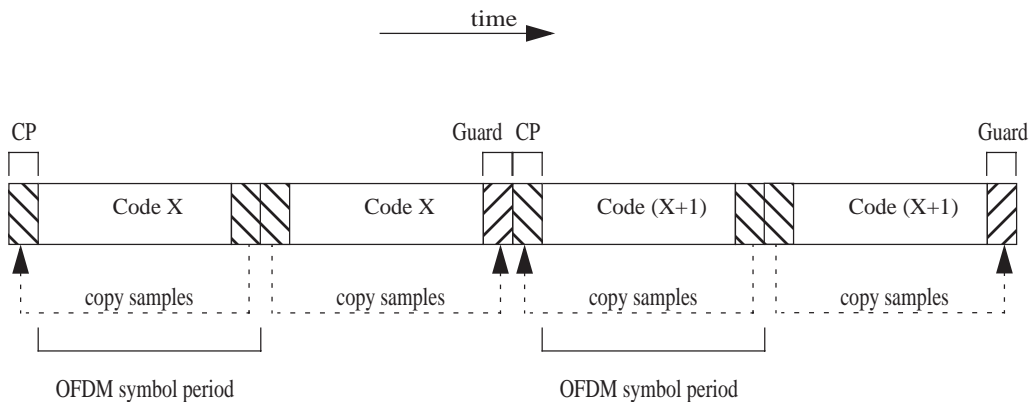 time
CP Guard CP Guard
Code X Code X Code (X+1) Code (X+1)
copy samples copy samples copy samples copy samples
OFDM symbol period OFDM symbol period